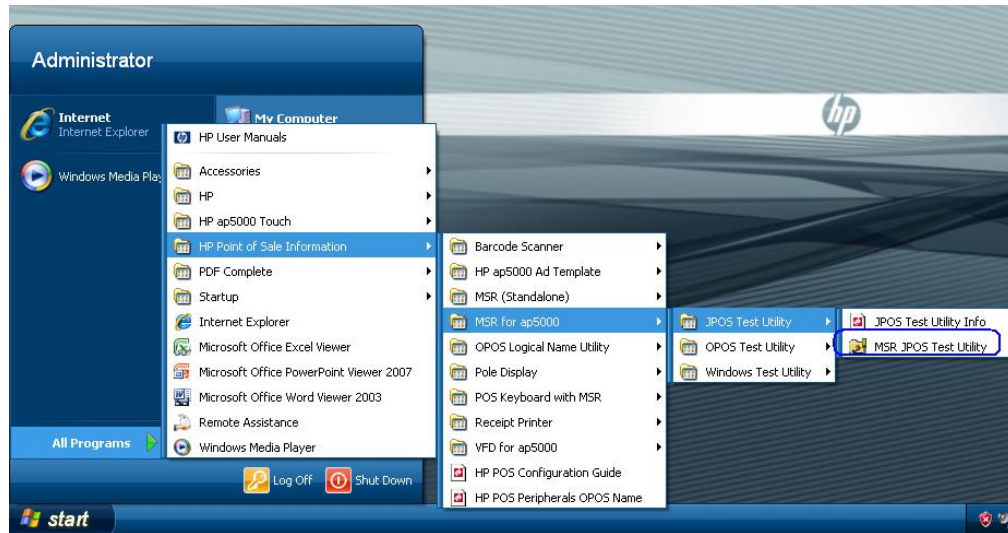 Administrator
hp
Internet
Internet Explorer
My Computer
Windows Media Play
HP User Manuals
Accessories
HP
HP ap5000 Touch
HP Point of Sale Information
PDF Complete
Startup
Internet Explorer
Microsoft Office Excel Viewer
Microsoft Office PowerPoint Viewer 2007
Microsoft Office Word Viewer 2003
Remote Assistance
Windows Media Player
Barcode Scanner
HP ap5000 Ad Template
MSR (Standalone)
MSR for ap5000
OPOS Logical Name Utility
Pole Display
POS Keyboard with MSR
Receipt Printer
VFD for ap5000
HP POS Configuration Guide
HP POS Peripherals OPOS Name
JPOS Test Utility
OPOS Test Utility
Windows Test Utility
JPOS Test Utility Info
MSR JPOS Test Utility
All Programs
Log Off
Shut Down
start